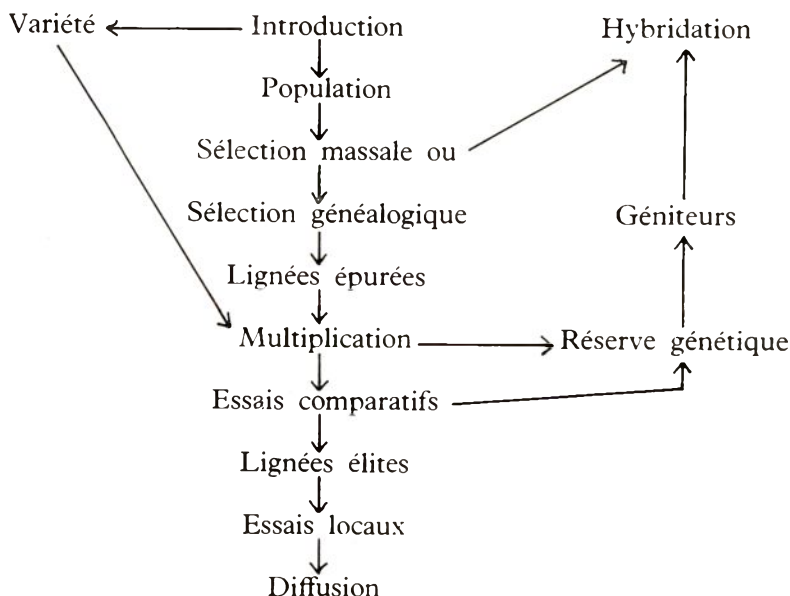 Variété Introduction Hybridation
Population
Sélection massale ou
Sélection généalogique Géniteurs
Lignées épurées
Multiplication Réserve génétique
Essais comparatifs
Lignées élites
Essais locaux
Diffusion